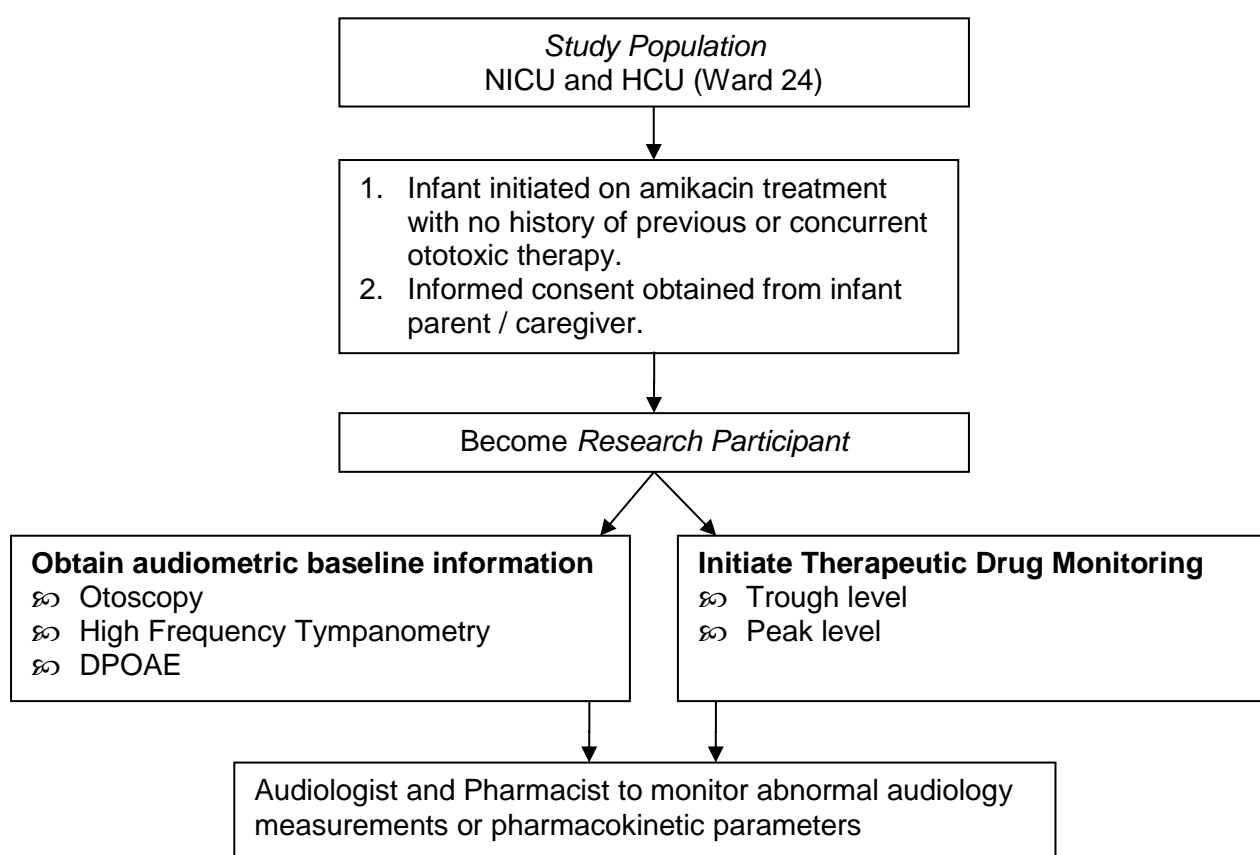 Study Population
NICU and HCU (Ward 24)
1. Infant initiated on amikacin treatment
with no history of previous or concurrent
ototoxic therapy.
2. Informed consent obtained from infant
parent / caregiver.
Become Research Participant
Obtain audiometric baseline information
Otoscopy
High Frequency Tympanometry
DPOAE
Initiate Therapeutic Drug Monitoring
Trough level
Peak level
Audiologist and Pharmacist to monitor abnormal audiology
measurements or pharmacokinetic parameters